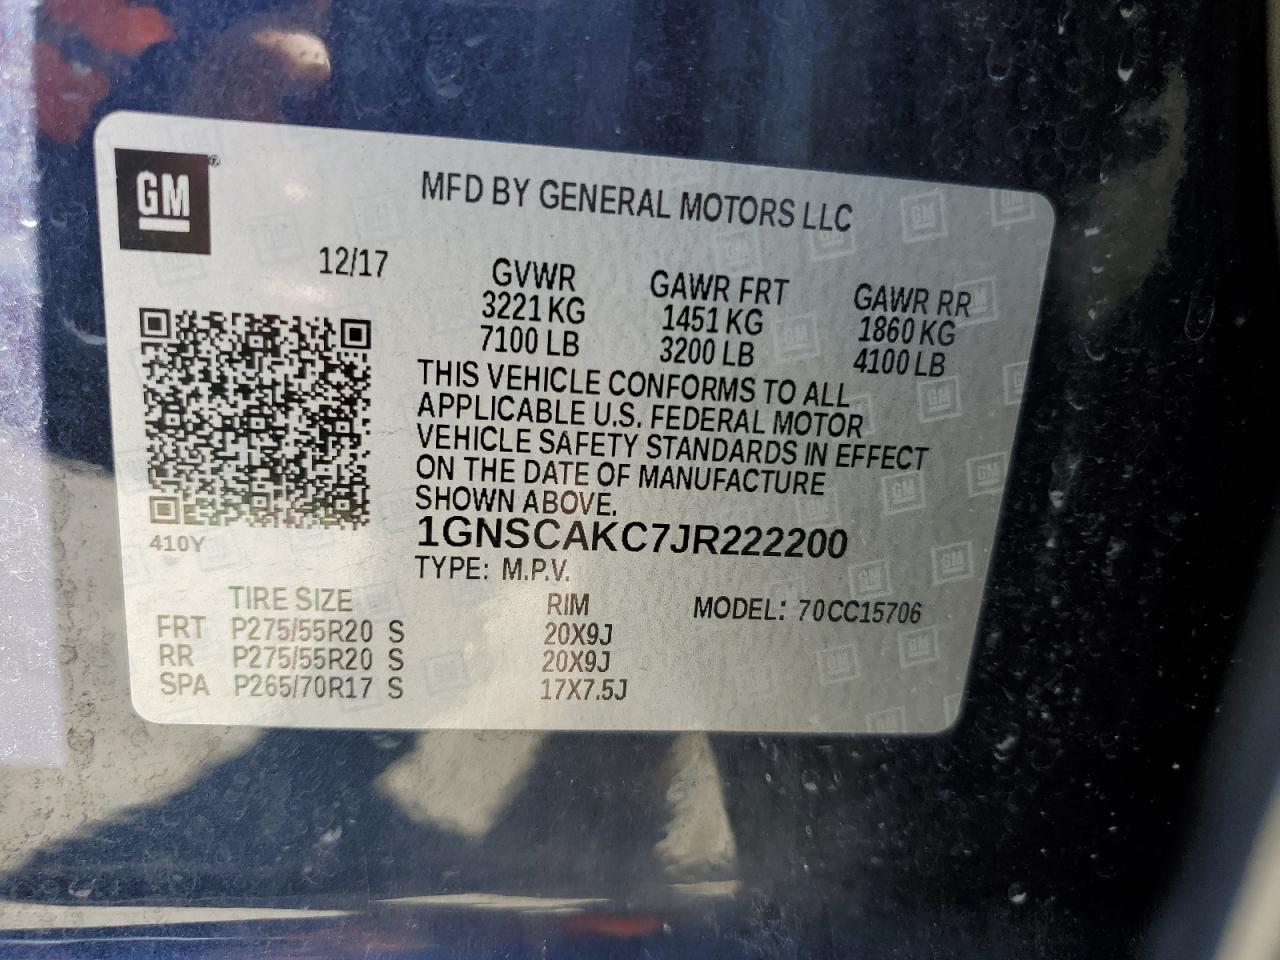 GM®
MFD BY GENERAL MOTORS LLC
12/17
GVWR GAWR FRT GAWR RR
3221 KG 1451 KG 1860 KG
7100 LB 3200 LB 4100 LB
THIS VEHICLE CONFORMS TO ALL
APPLICABLE U.S. FEDERAL MOTOR
VEHICLE SAFETY STANDARDS IN EFFECT
ON THE DATE OF MANUFACTURE
SHOWN ABOVE.
1GNSCAKC7JR222200
410Y
TYPE: M.P.V.
TIRE SIZE RIM MODEL: 70CC15706
FRT P275/55R20 S 20X9J
RR P275/55R20 S 20X9J
SPA P265/70R17 S 17X7.5J